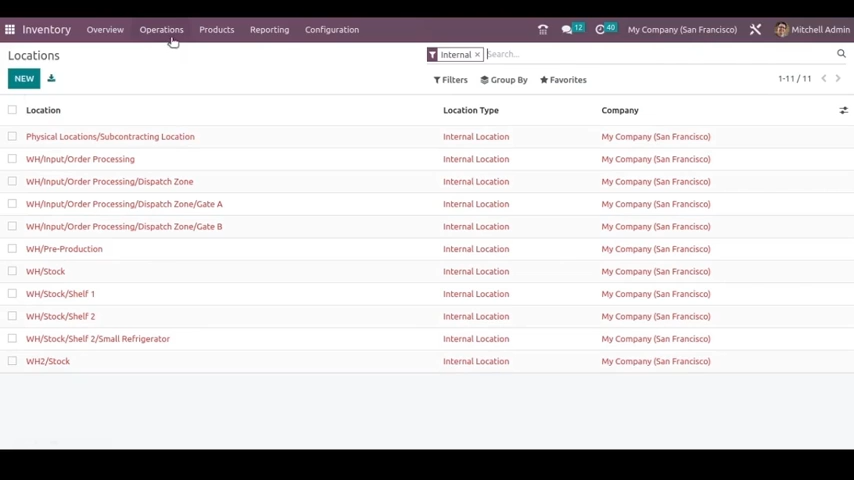 Inventory Overview Operations Products Reporting Configuration 12 40 My Company (San Francisco) Mitchell Admin
Locations Internal × Search...
NEW Filters Group By Favorites 1-11 / 11
Location Location Type Company
Physical Locations/Subcontracting Location Internal Location My Company (San Francisco)
WH/Input/Order Processing Internal Location My Company (San Francisco)
WH/Input/Order Processing/Dispatch Zone Internal Location My Company (San Francisco)
WH/Input/Order Processing/Dispatch Zone/Gate A Internal Location My Company (San Francisco)
WH/Input/Order Processing/Dispatch Zone/Gate B Internal Location My Company (San Francisco)
WH/Pre-Production Internal Location My Company (San Francisco)
WH/Stock Internal Location My Company (San Francisco)
WH/Stock/Shelf 1 Internal Location My Company (San Francisco)
WH/Stock/Shelf 2 Internal Location My Company (San Francisco)
WH/Stock/Shelf 2/Small Refrigerator Internal Location My Company (San Francisco)
WH2/Stock Internal Location My Company (San Francisco)